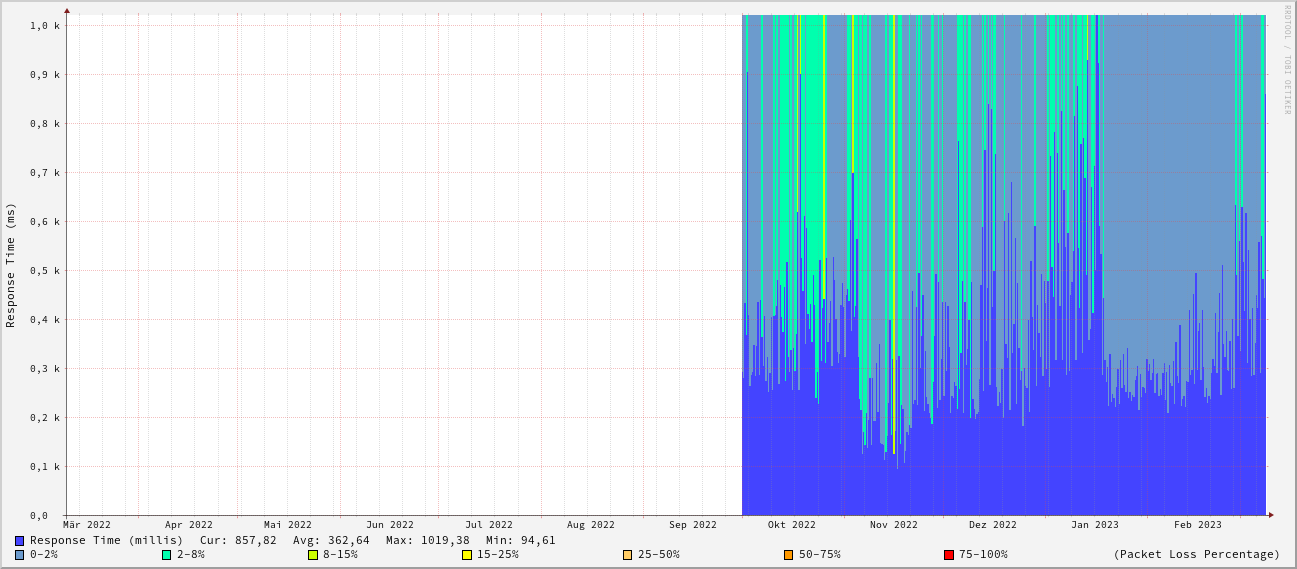 RRDTOOL / TOBI OETIKER
Response Time (ms)
1,0 k
0,9 k
0,8 k
0,7 k
0,6 k
0,5 k
0,4 k
0,3 k
0,2 k
0,1 k
0,0
Mär 2022 Apr 2022 Mai 2022 Jun 2022 Jul 2022 Aug 2022 Sep 2022 Okt 2022 Nov 2022 Dez 2022 Jan 2023 Feb 2023
Response Time (millis) Cur: 857,82 Avg: 362,64 Max: 1019,38 Min: 94,61
0-2% 2-8% 8-15% 15-25% 25-50% 50-75% 75-100% (Packet Loss Percentage)